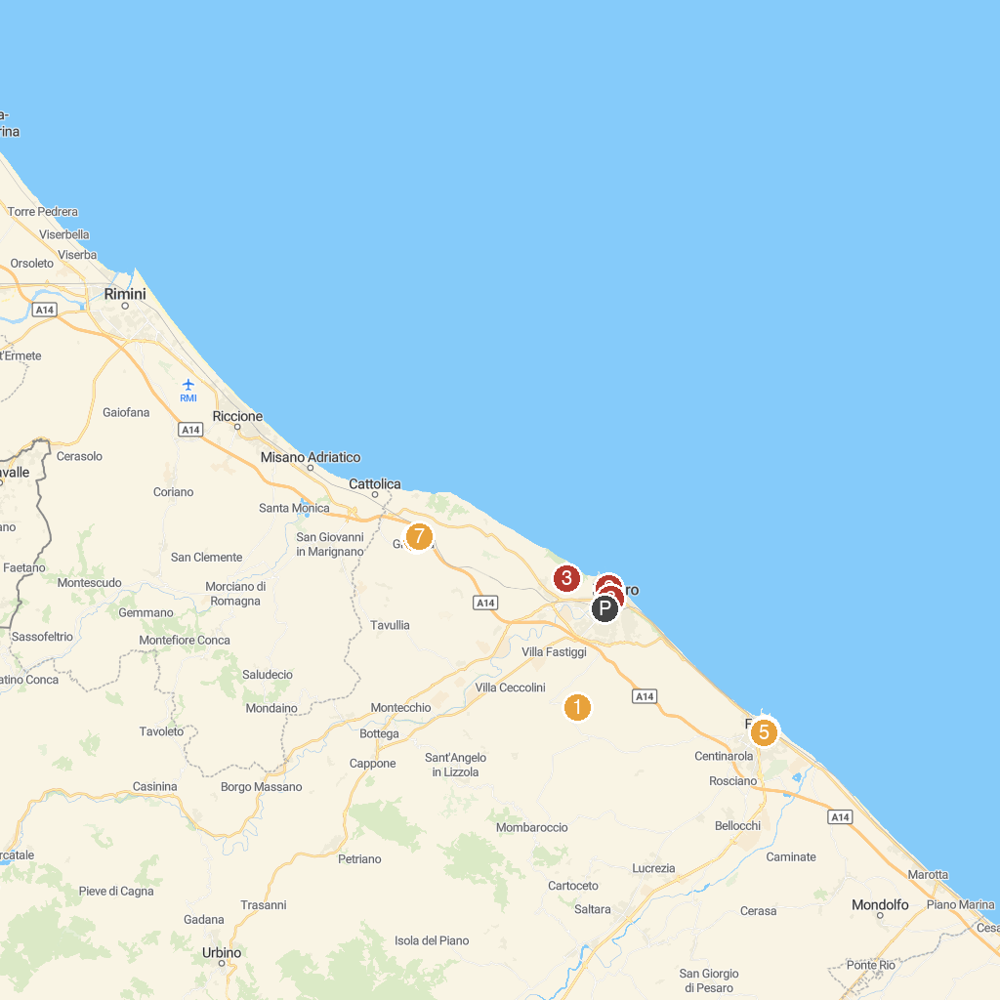 Torre Pedrera
Viserbella
Viserba
Orsoleto
Rimini
A14
RMI
Gaiofana
Riccione
A14
Cerasolo
Misano Adriatico
Cattolica
Coriano
Santa Monica
San Giovanni
in Marignano
7
Faetano
San Clemente
3
Montescudo
Morciano di
Romagna
A14
P
Gemmano
Tavullia
Sassofeltrio
Montefiore Conca
Villa Fastiggi
Saludecio
Villa Ceccolini
A14
Mondaino
Montecchio
1
Tavoleto
Bottega
5
Cappone
Sant'Angelo
in Lizzola
Centinarola
Rosciano
Casinina
Borgo Massano
A14
Mombaroccio
Bellocchi
Petriano
Caminate
Lucrezia
Marotta
Pieve di Cagna
Cartoceto
Trasanni
Saltara
Cerasa
Mondolfo
Piano Marina
Gadana
Isola del Piano
Urbino
Ponte Rio
San Giorgio
di Pesaro